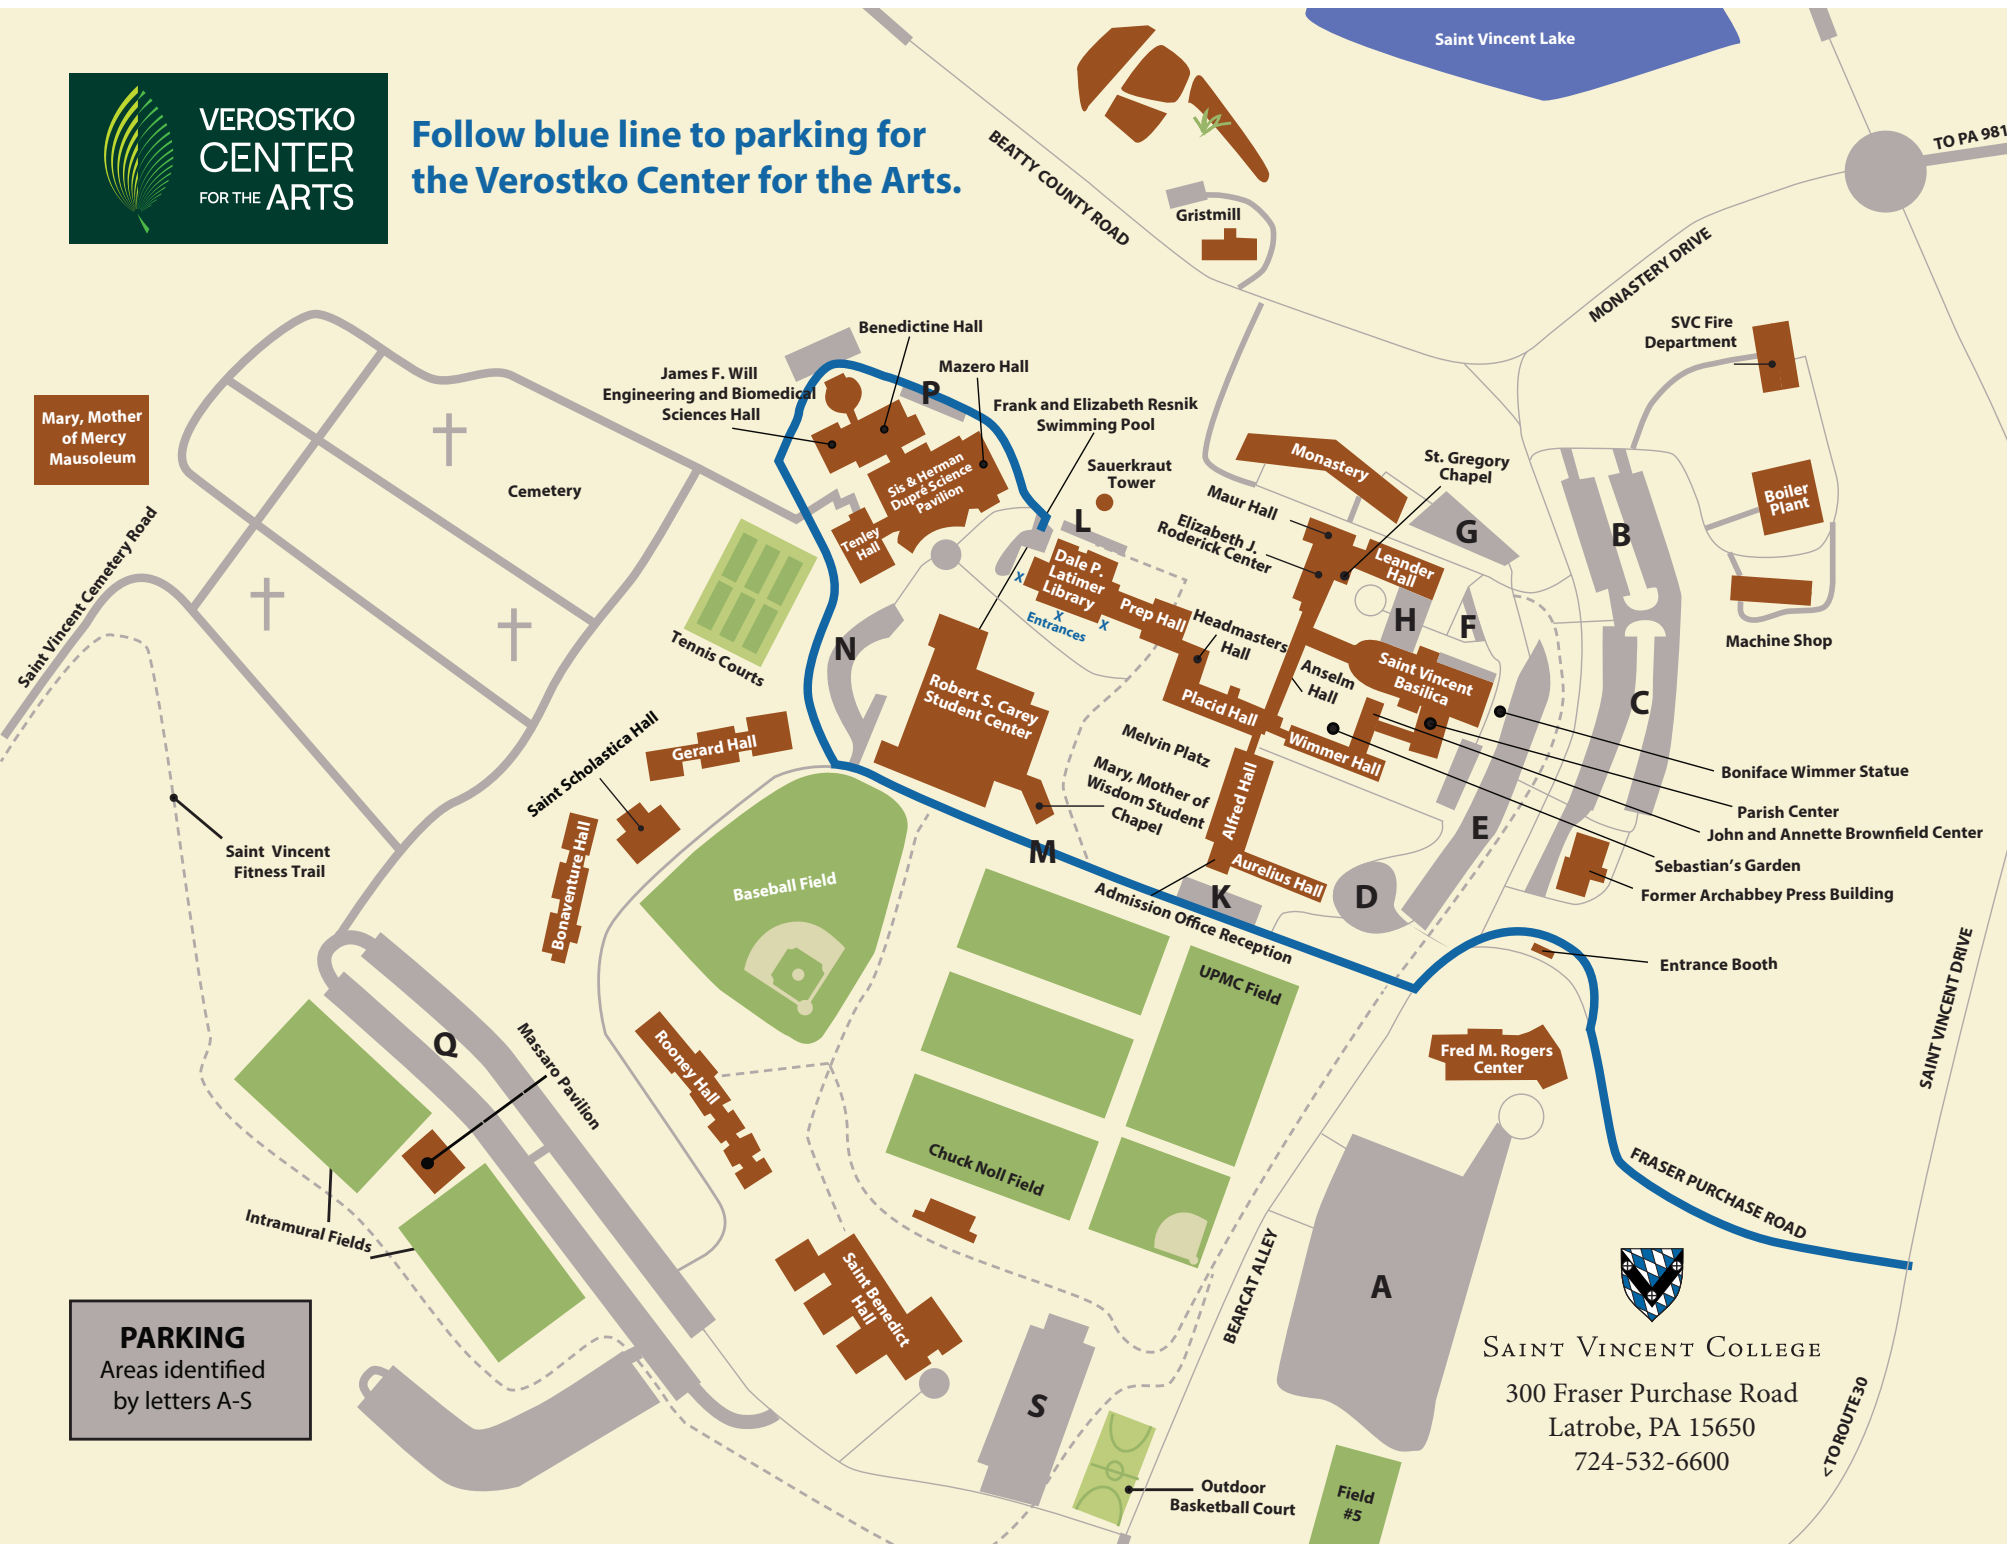 VEROSTKO
CENTER
FOR THE ARTS
Follow blue line to parking for
the Verostko Center for the Arts.
Saint Vincent Lake
TO PA 981
BEATTY COUNTY ROAD
Gristmill
MONASTERY DRIVE
SVC Fire
Department
Benedictine Hall
James F. Will
Engineering and Biomedical
Sciences Hall
Mazero Hall
P
Frank and Elizabeth Resnik
Swimming Pool
Mary, Mother
of Mercy
Mausoleum
Cemetery
Sauerkraut
Tower
Monastery
St. Gregory
Chapel
Maur Hall
Elizabeth J.
Roderick Center
Sis & Herman
Dupré Science
Pavilion
Tenley
Hall
L
G
B
Boiler
Plant
Leander
Hall
Dale P.
Latimer
Library
X
X
X
Entrances
Prep Hall
Headmasters
Hall
H
F
Machine Shop
Saint Vincent Cemetery Road
Tennis Courts
N
Robert S. Carey
Student Center
Anselm
Hall
Saint Vincent
Basilica
C
Placid Hall
Wimmer Hall
Gerard Hall
Saint Scholastica Hall
Melvin Platz
Mary, Mother of
Wisdom Student
Chapel
Alfred Hall
Boniface Wimmer Statue
Parish Center
John and Annette Brownfield Center
Sebastian's Garden
Former Archabbey Press Building
E
Saint Vincent
Fitness Trail
Bonaventure Hall
Baseball Field
M
Aurelius Hall
K
D
Admission Office Reception
Entrance Booth
UPMC Field
SAINT VINCENT DRIVE
Q
Massaro Pavilion
Rooney Hall
Fred M. Rogers
Center
Chuck Noll Field
FRASER PURCHASE ROAD
Intramural Fields
Saint Benedict
Hall
BEARCAT ALLEY
A
PARKING
Areas identified
by letters A-S
S
SAINT VINCENT COLLEGE
300 Fraser Purchase Road
Latrobe, PA 15650
724-532-6600
<TO ROUTE 30
Outdoor
Basketball Court
Field
#5